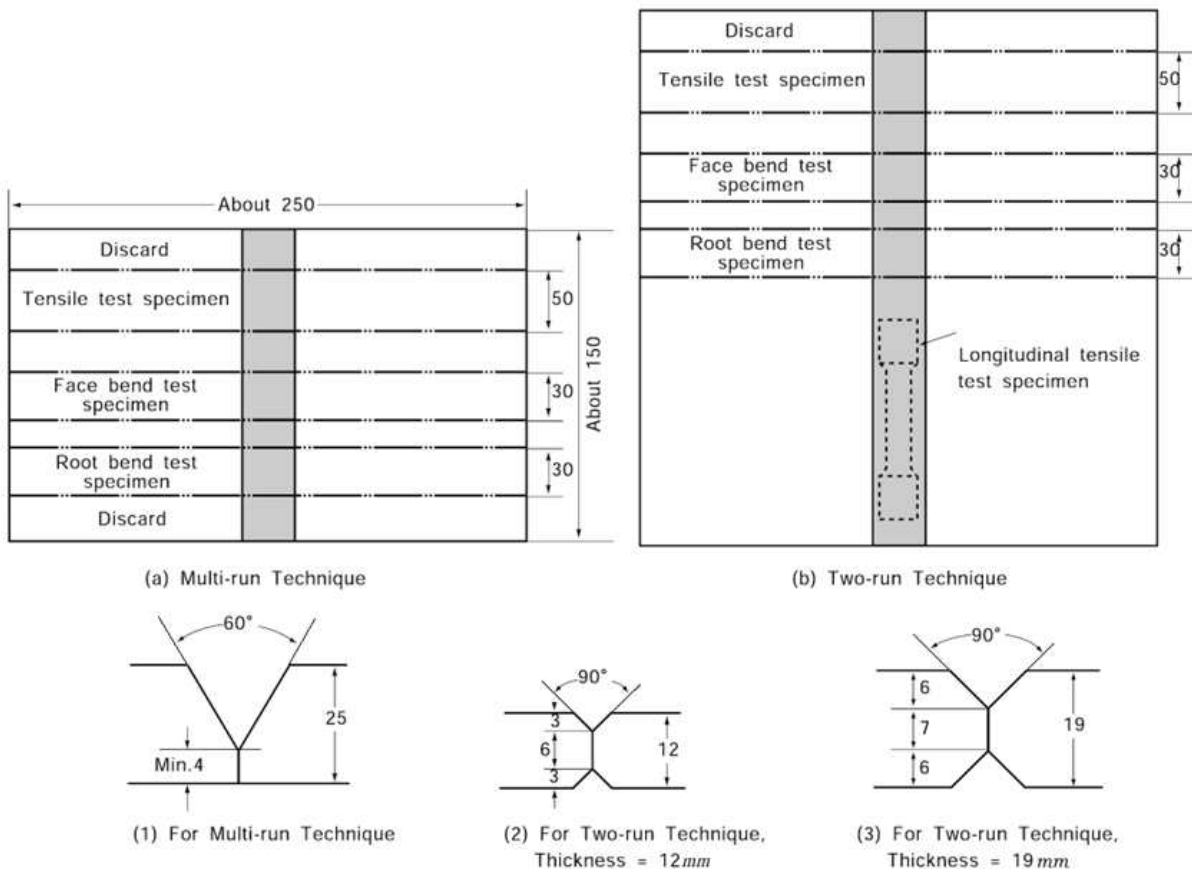 About 250
Discard
Tensile test specimen
50
Face bend test
specimen
30
Root bend test
specimen
30
Discard
About 150
(a) Multi-run Technique
Discard
Tensile test specimen
50
Face bend test
specimen
30
Root bend test
specimen
30
Longitudinal tensile
test specimen
(b) Two-run Technique
60°
25
Min.4
(1) For Multi-run Technique
90°
3
6
3
12
(2) For Two-run Technique,
Thickness = 12mm
90°
6
7
6
19
(3) For Two-run Technique,
Thickness = 19mm